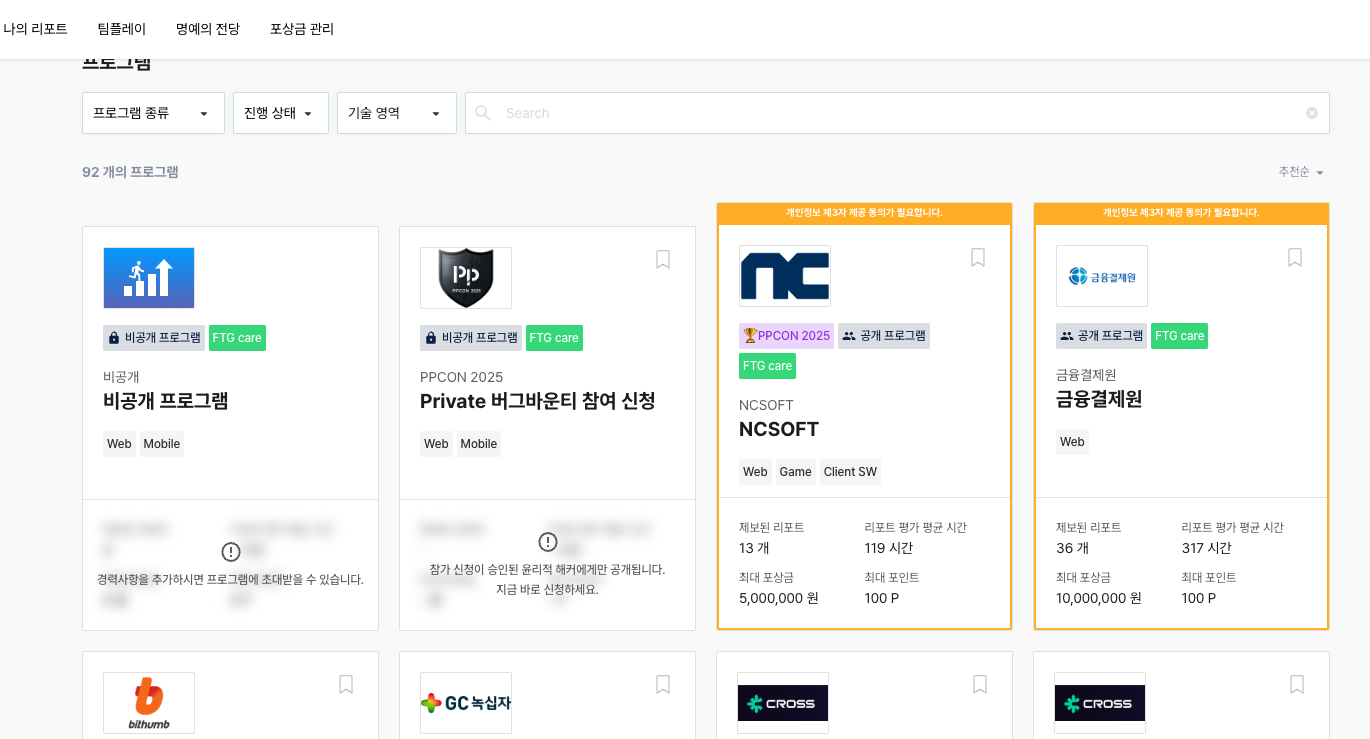 나의 리포트 팀플레이 명예의 전당 포상금 관리
프로그램
프로그램 종류 진행 상태 기술 영역 Search
92 개의 프로그램 추천순
비공개 프로그램 FTG care
비공개
비공개 프로그램
Web Mobile
경력사항을 추가하시면 프로그램에 초대받을 수 있습니다.
Pp
PPCON 2025
비공개 프로그램 FTG care
PPCON 2025
Private 버그바운티 참여 신청
Web Mobile
참가 신청이 승인된 윤리적 해커에게만 공개됩니다.
지금 바로 신청하세요.
개인정보 제3자 제공 동의가 필요합니다.
nc
🏆PPCON 2025 공개 프로그램
FTG care
NCSOFT
NCSOFT
Web Game Client SW
제보된 리포트 리포트 평가 평균 시간
13 개 119 시간
최대 포상금 최대 포인트
5,000,000 원 100 P
개인정보 제3자 제공 동의가 필요합니다.
금융결제원
공개 프로그램 FTG care
금융결제원
금융결제원
Web
제보된 리포트 리포트 평가 평균 시간
36 개 317 시간
최대 포상금 최대 포인트
10,000,000 원 100 P
bithumb
GC 녹십자
CROSS
CROSS